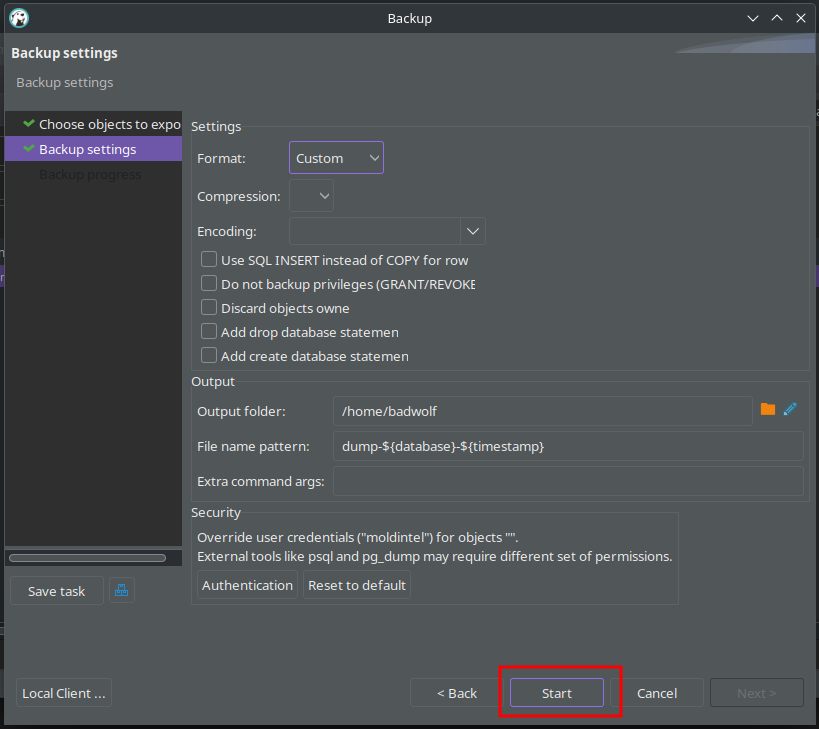 Backup
Backup settings
Backup settings
Choose objects to expo
Backup settings
Backup progress
Settings
Format: Custom
Compression:
Encoding:
Use SQL INSERT instead of COPY for row
Do not backup privileges (GRANT/REVOKE
Discard objects owne
Add drop database statemen
Add create database statemen
Output
Output folder: /home/badwolf
File name pattern: dump-${database}-${timestamp}
Extra command args:
Security
Override user credentials ("moldintel") for objects "".
External tools like psql and pg_dump may require different set of permissions.
Authentication Reset to default
Save task
Local Client ... < Back Start Cancel Next >